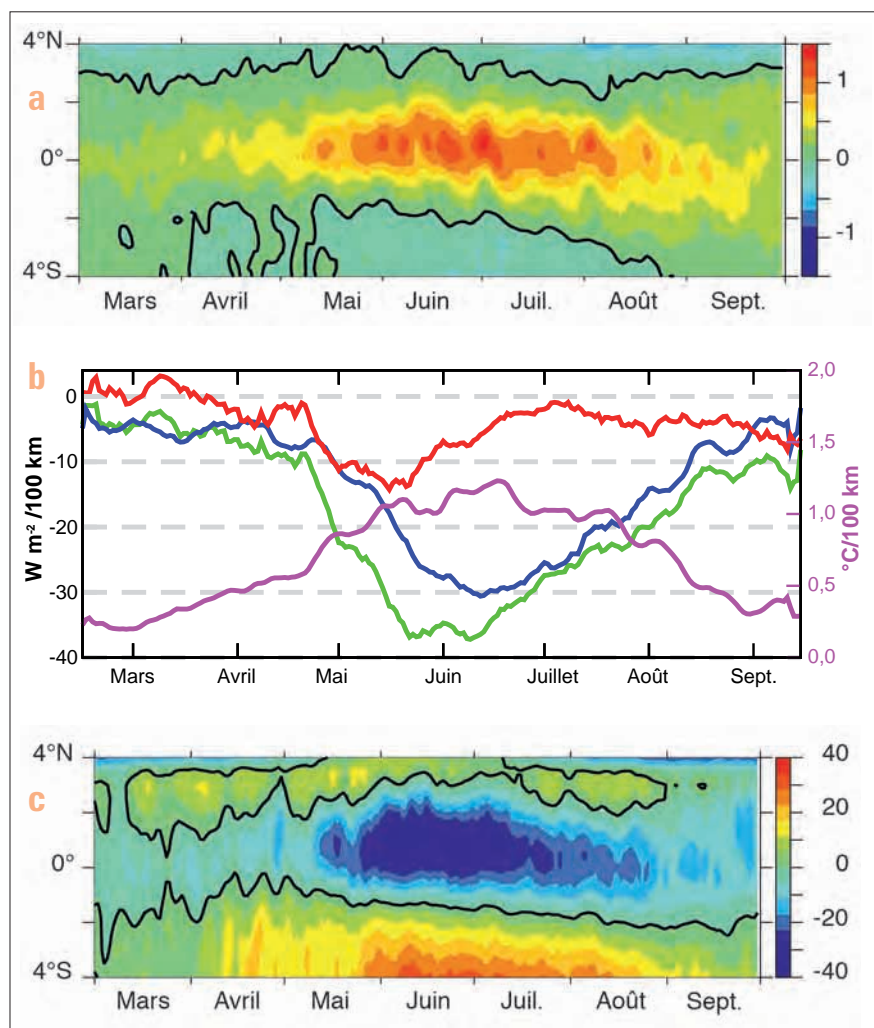 a
4°N
0°
4°S
1
0
-1
Mars Avril Mai Juin Juil. Août Sept.
b
W m⁻² /100 km
0
-10
-20
-30
-40
2,0
1,5
1,0
0,5
0,0
°C/100 km
Mars Avril Mai Juin Juillet Août Sept.
c
4°N
0°
4°S
40
20
0
-20
-40
Mars Avril Mai Juin Juil. Août Sept.